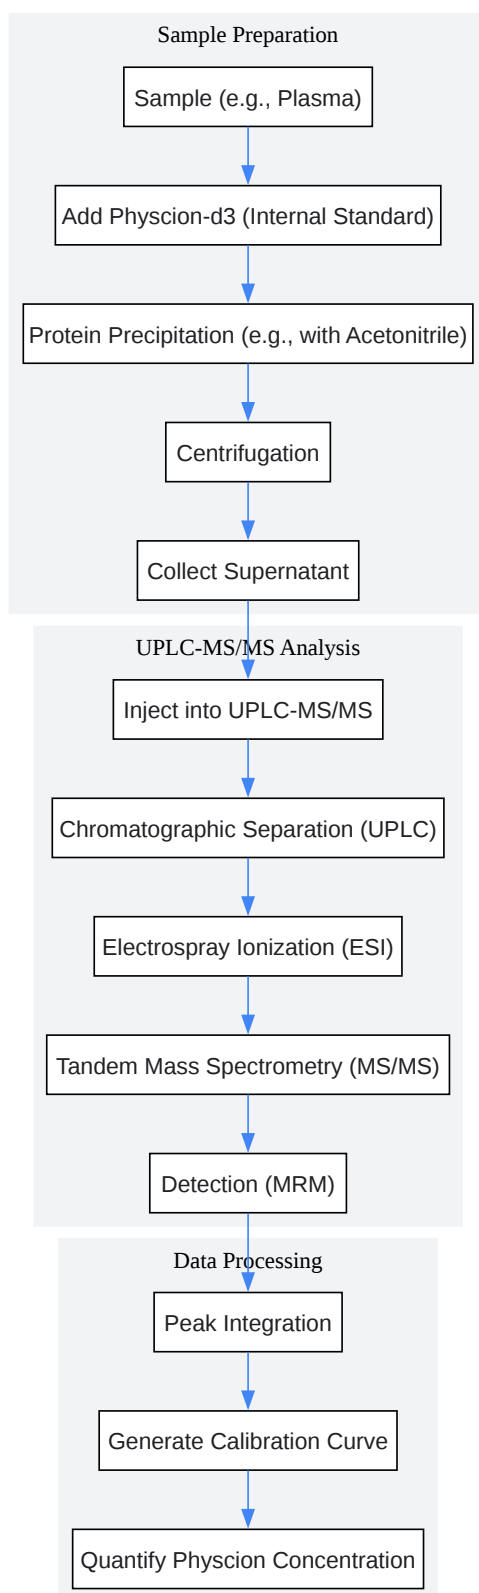 Sample Preparation
Sample (e.g., Plasma)
Add Physcion-d3 (Internal Standard)
Protein Precipitation (e.g., with Acetonitrile)
Centrifugation
Collect Supernatant
UPLC-MS/MS Analysis
Inject into UPLC-MS/MS
Chromatographic Separation (UPLC)
Electrospray Ionization (ESI)
Tandem Mass Spectrometry (MS/MS)
Detection (MRM)
Data Processing
Peak Integration
Generate Calibration Curve
Quantify Physcion Concentration